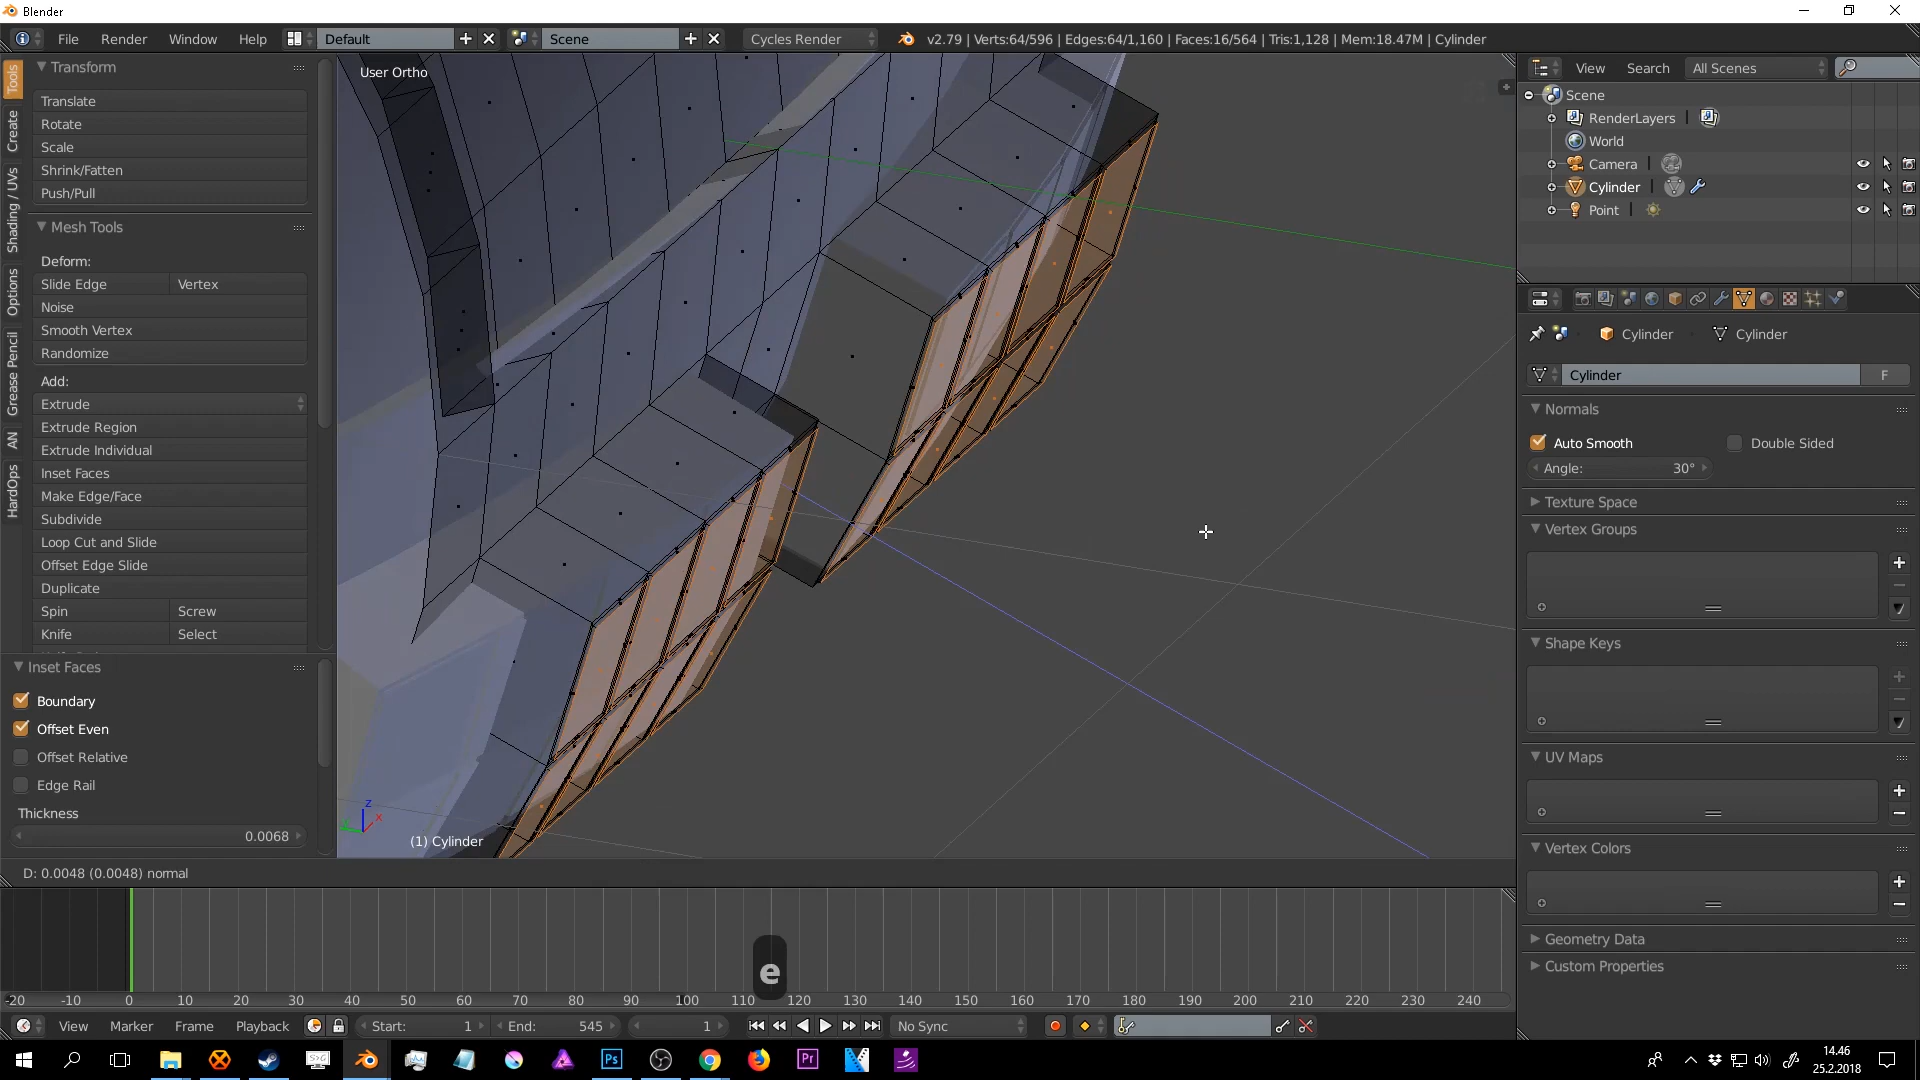 Blender
File Render Window Help Default Scene Cycles Render v2.79 | Verts:64/596 | Edges:64/1,160 | Faces:16/564 | Tris:1,128 | Mem:18.47M | Cylinder
Tools
Create
Shading / UVs
Options
Grease Pencil
AN
HardOps
Transform
Translate
Rotate
Scale
Shrink/Fatten
Push/Pull
Mesh Tools
Deform:
Slide Edge Vertex
Noise
Smooth Vertex
Randomize
Add:
Extrude
Extrude Region
Extrude Individual
Inset Faces
Make Edge/Face
Subdivide
Loop Cut and Slide
Offset Edge Slide
Duplicate
Spin Screw
Knife Select
Inset Faces
Boundary
Offset Even
Offset Relative
Edge Rail
Thickness
0.0068
User Ortho
z
x
(1) Cylinder
D: 0.0048 (0.0048) normal
e
-20 -10 0 10 20 30 40 50 60 70 80 90 100 110 120 130 140 150 160 170 180 190 200 210 220 230 240
View Marker Frame Playback Start: 1 End: 545 1 No Sync
View Search All Scenes
Scene
RenderLayers
World
Camera
Cylinder
Point
Cylinder Cylinder
Cylinder F
Normals
Auto Smooth Double Sided
Angle: 30°
Texture Space
Vertex Groups
Shape Keys
UV Maps
Vertex Colors
Geometry Data
Custom Properties
Ps
Pr
14.46
25.2.2018